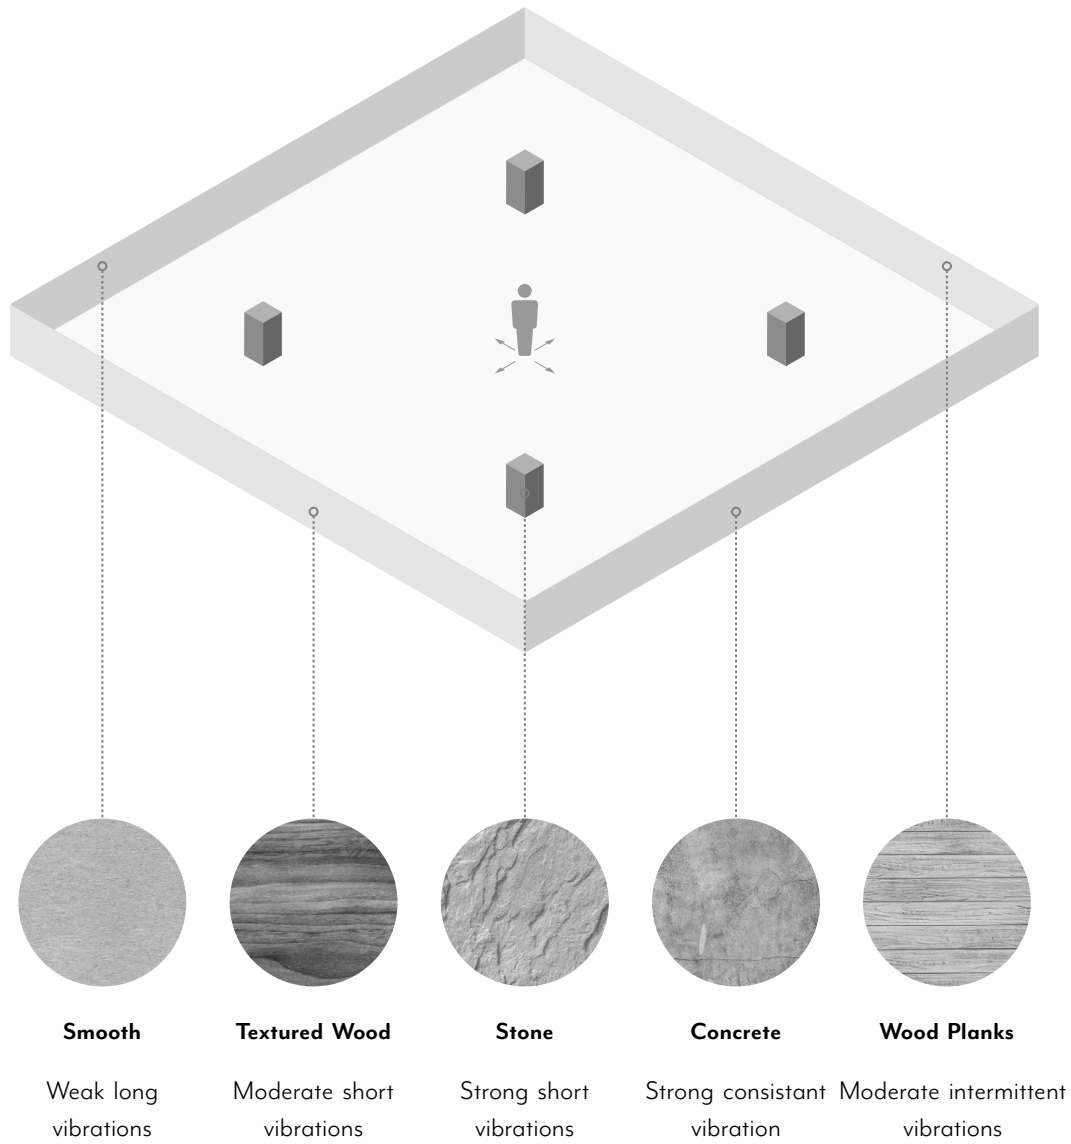 Smooth
Textured Wood
Stone
Concrete
Wood Planks
Weak long
vibrations
Moderate short
vibrations
Strong short
vibrations
Strong consistant
vibration
Moderate intermittent
vibrations